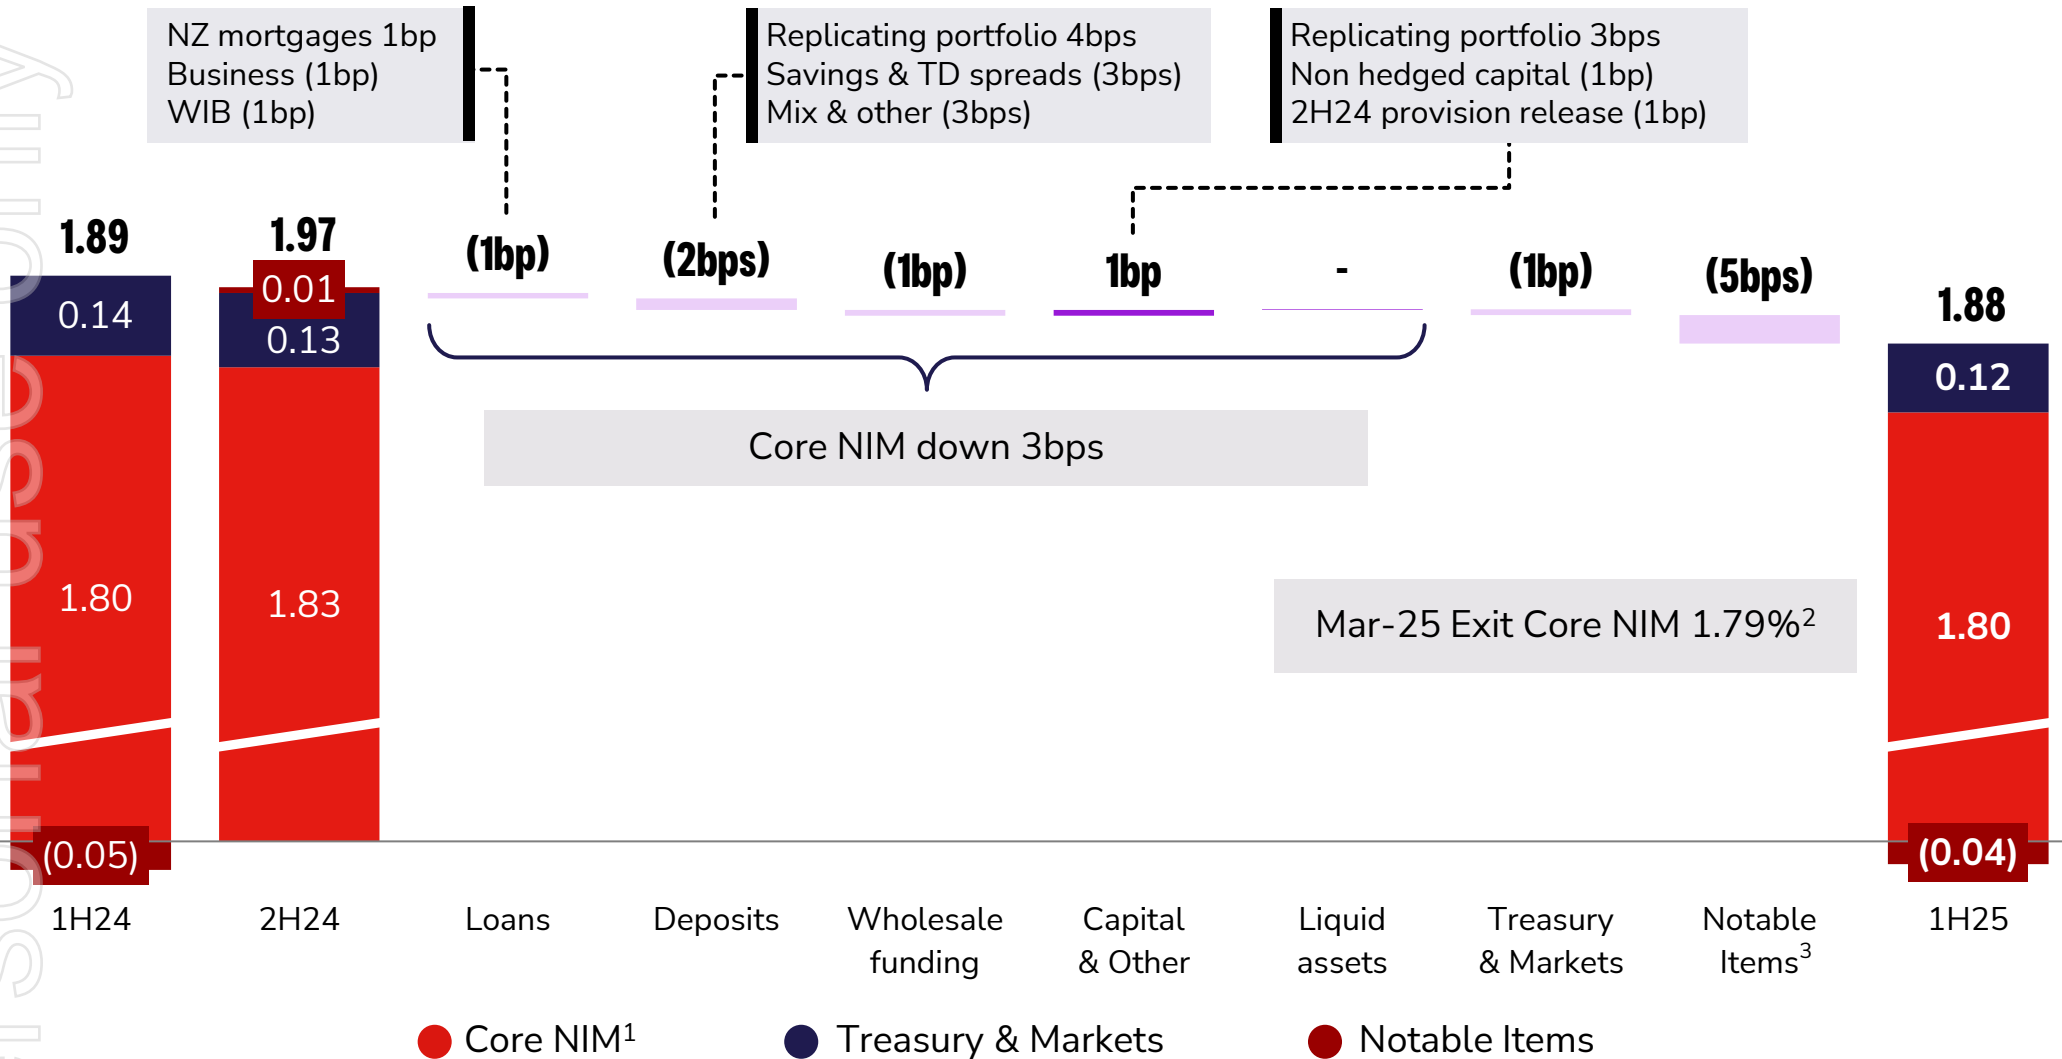 NZ mortgages 1bp
Business (1bp)
WIB (1bp)
Replicating portfolio 4bps
Savings & TD spreads (3bps)
Mix & other (3bps)
Replicating portfolio 3bps
Non hedged capital (1bp)
2H24 provision release (1bp)
1.89
1.97
(1bp)
(2bps)
(1bp)
1bp
-
(1bp)
(5bps)
1.88
0.14
0.01
0.13
0.12
Core NIM down 3bps
1.80
1.83
Mar-25 Exit Core NIM 1.79%²
1.80
(0.05)
(0.04)
1H24
2H24
Loans
Deposits
Wholesale
funding
Capital
& Other
Liquid
assets
Treasury
& Markets
Notable
Items³
1H25
Core NIM¹
Treasury & Markets
Notable Items
use only